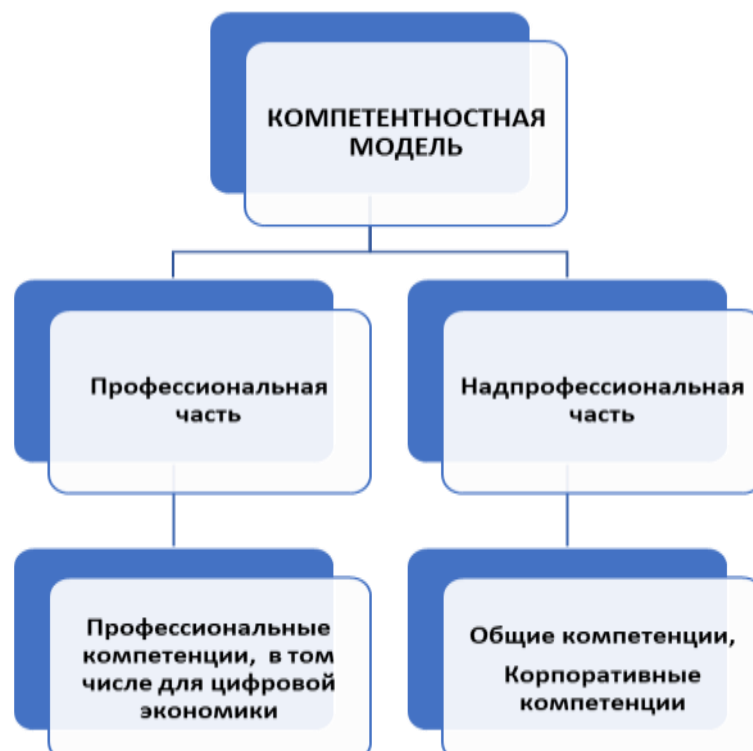 КОМПЕТЕНТНОСТНАЯ
МОДЕЛЬ
Профессиональная
часть
Надпрофессиональная
часть
Профессиональные
компетенции, в том
числе для цифровой
экономики
Общие компетенции,
Корпоративные
компетенции